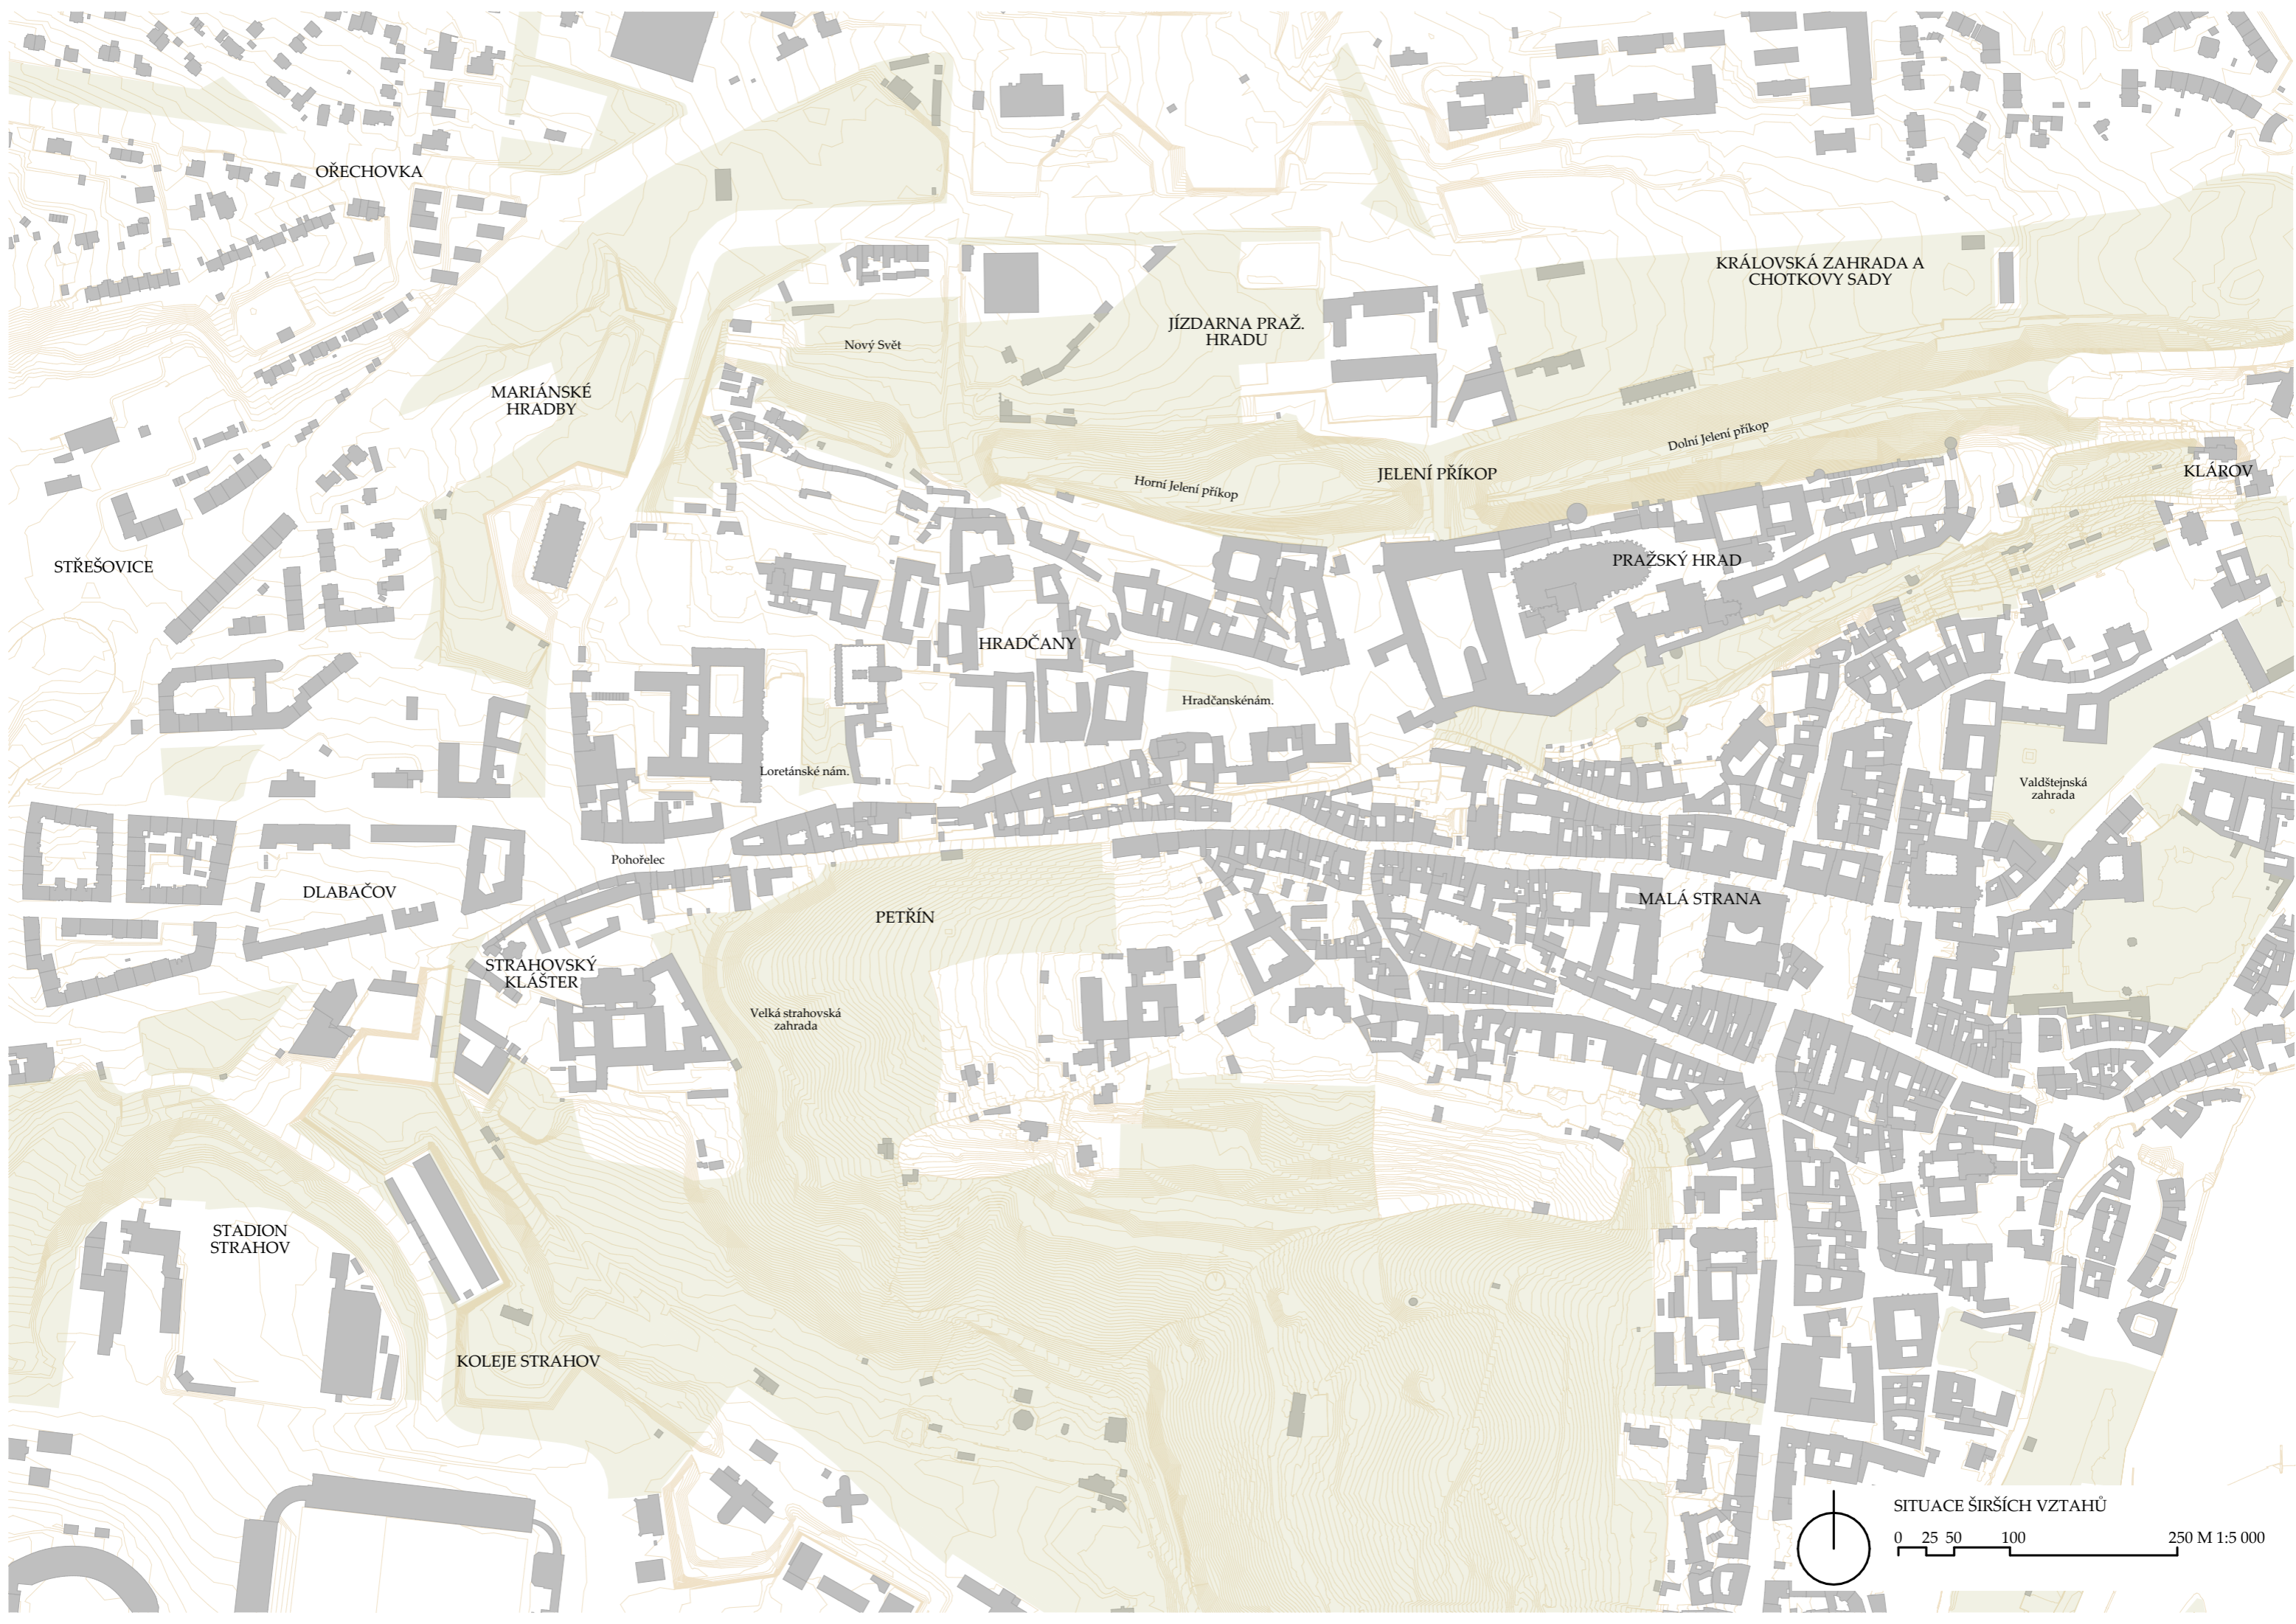 OŘECHOVKA
KRÁLOVSKÁ ZAHRADA A
CHOTKOVY SADY
JÍZDARNA PRAŽ.
HRADU
Nový Svět
MARIÁNSKÉ
HRADBY
Dolní Jelení příkop
JELENÍ PŘÍKOP
KLÁROV
Horní Jelení příkop
STŘEŠOVICE
PRAŽSKÝ HRAD
HRADČANY
Hradčanskénám.
Loretánské nám.
Valdštejnská
zahrada
Pohořelec
DLABAČOV
MALÁ STRANA
PETŘÍN
STRAHOVSKÝ
KLÁŠTER
Velká strahovská
zahrada
STADION
STRAHOV
KOLEJE STRAHOV
SITUACE ŠIRŠÍCH VZTAHŮ
0 25 50 100 250 M 1:5 000